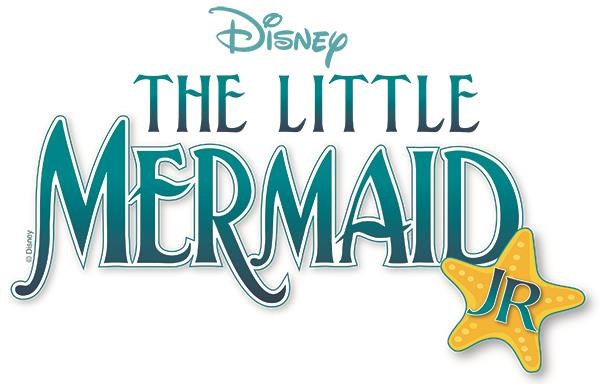 Disney
THE LITTLE
MERMAID
JR
© Disney